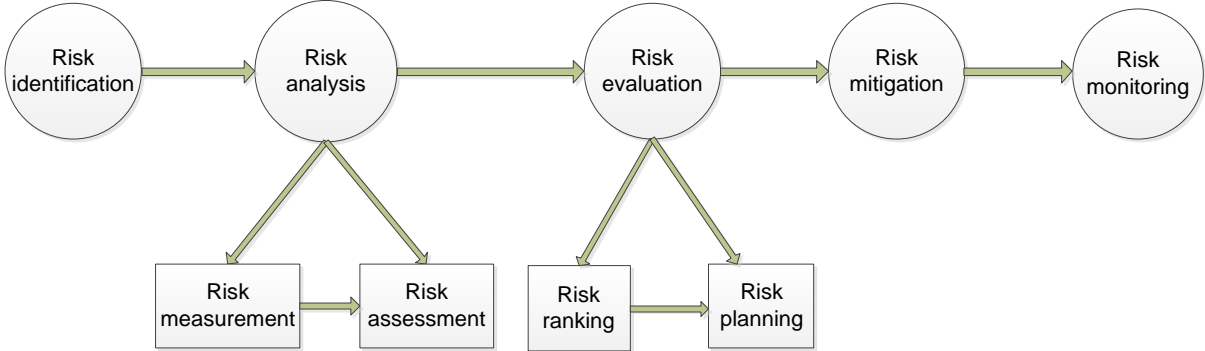 Risk
identification
Risk
analysis
Risk
evaluation
Risk
mitigation
Risk
monitoring
Risk
measurement
Risk
assessment
Risk
ranking
Risk
planning